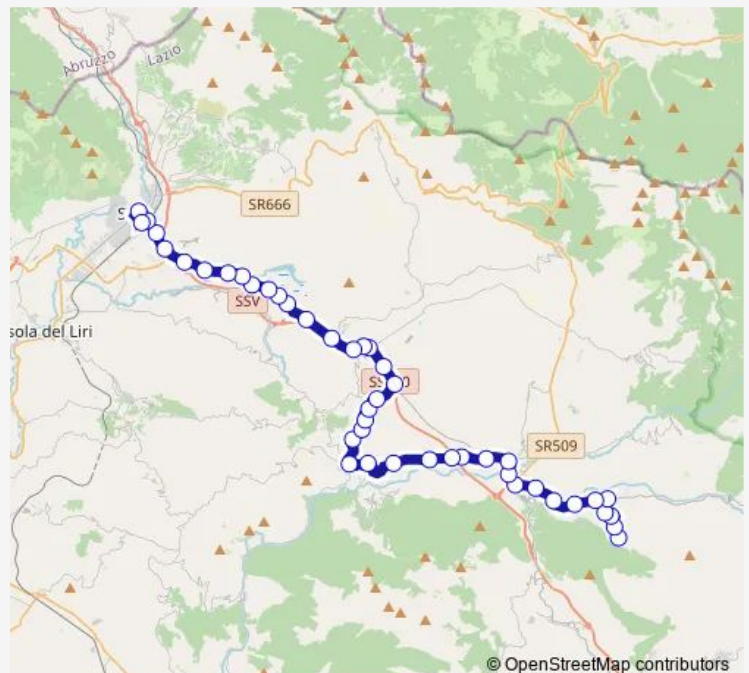 Abruzzo
Lazio
S
SR666
SSV
sola del Liri
SR509
© OpenStreetMap contributors